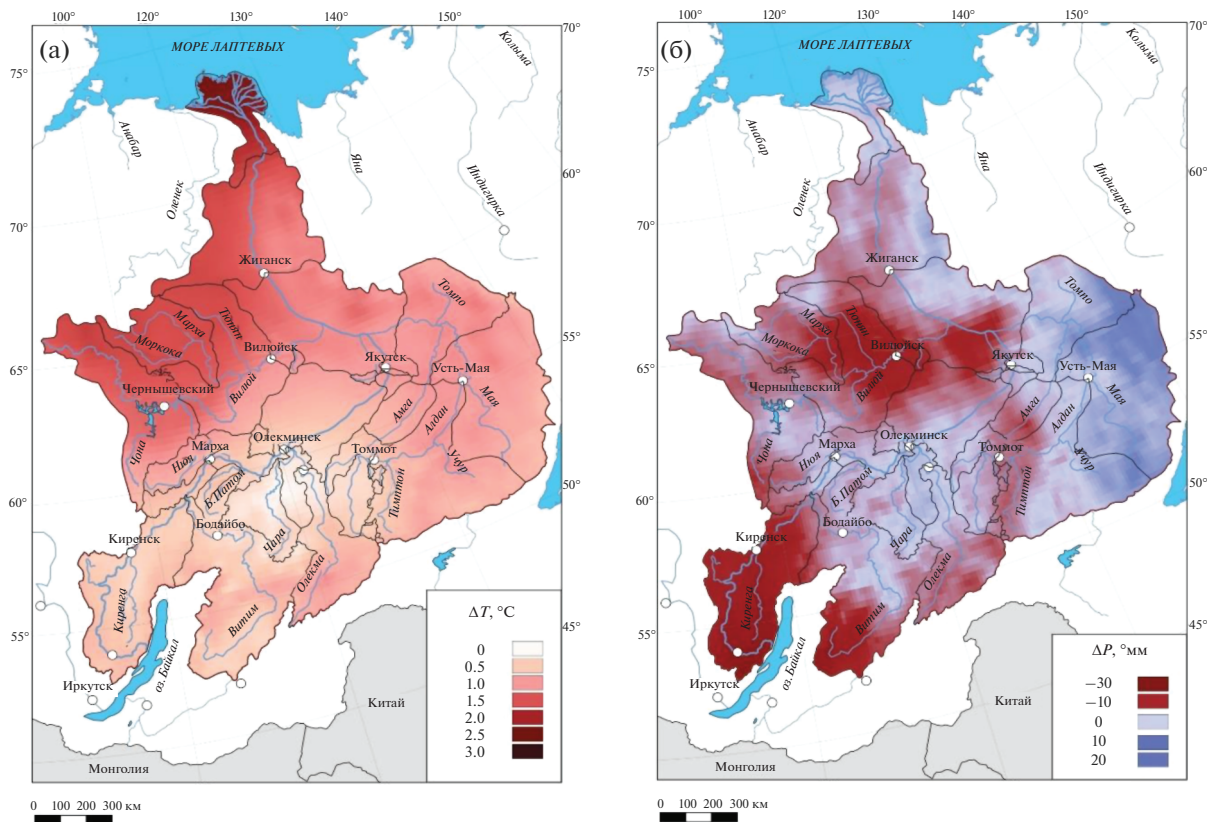 100° 120° 130° 140° 150°
(а)
МОРЕ ЛАПТЕВЫХ
70°
75°
Колыма
Анабар
Яна
Оленек
Индигирка
60°
70°
Жиганск
Томпо
55°
Марха
Тюнгн
Моркока
Вилюйск
65°
Якутск
Усть-Мая
Чернышевский
Вилюй
Амга
Алдан
Мая
Чона
Марха
Олекминск
Томмот
Нюя
Учур
Б.Патом
50°
60°
Тимптон
Бодайбо
Чара
Киренск
Олекма
Киренга
Витим
45°
55°
оз.Байкал
Иркутск
Китай
Монголия
ΔT, °C
0
0.5
1.0
1.5
2.0
2.5
3.0
0 100 200 300 км
100° 120° 130° 140° 150°
(б)
МОРЕ ЛАПТЕВЫХ
70°
75°
Колыма
Анабар
Яна
Оленек
Индигирка
60°
70°
Жиганск
Томпо
55°
Марха
Моркока
Вилюйск
65°
Якутск
Усть-Мая
Чернышевский
Вилюй
Амга
Алдан
Мая
Чона
Марха
Олекминск
Томмот
Нюя
Учур
Б.Патом
50°
60°
Тимптон
Бодайбо
Чара
Киренск
Олекма
Киренга
Витим
45°
55°
оз.Байкал
Иркутск
Китай
Монголия
ΔP, °мм
−30
−10
0
10
20
0 100 200 300 км